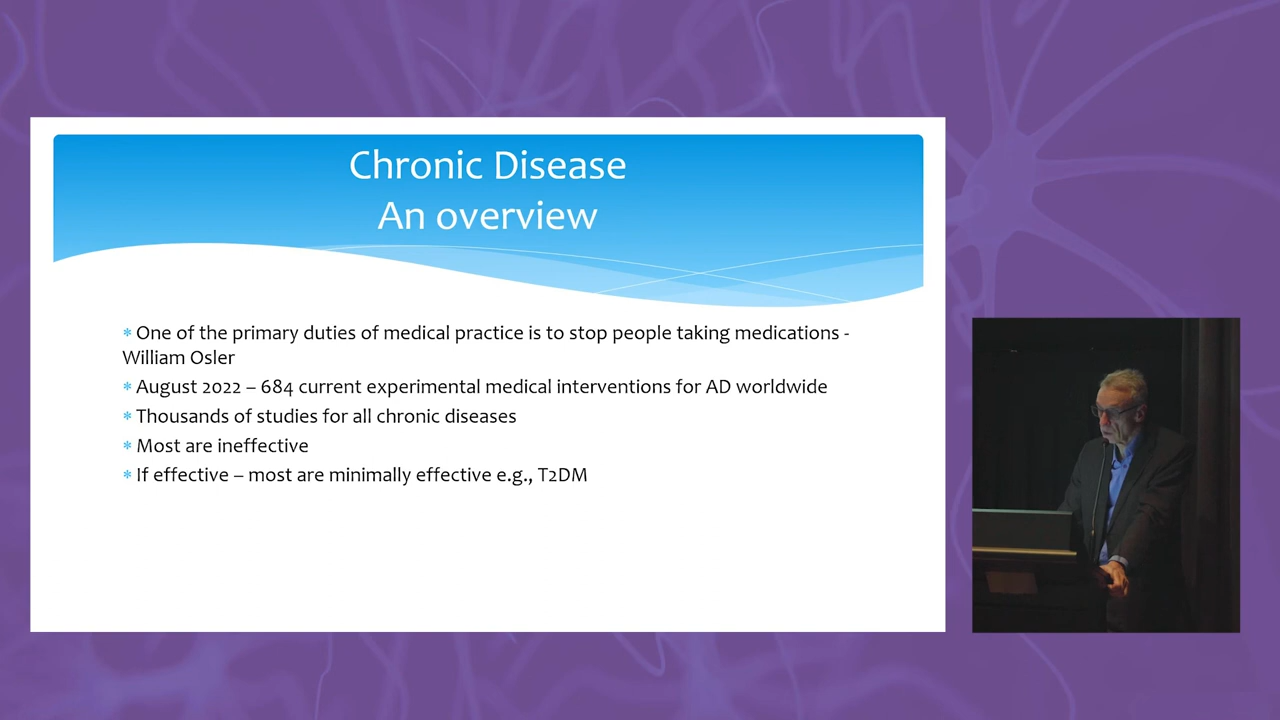 Chronic Disease
An overview
* One of the primary duties of medical practice is to stop people taking medications -
William Osler
* August 2022 – 684 current experimental medical interventions for AD worldwide
* Thousands of studies for all chronic diseases
* Most are ineffective
* If effective – most are minimally effective e.g., T2DM